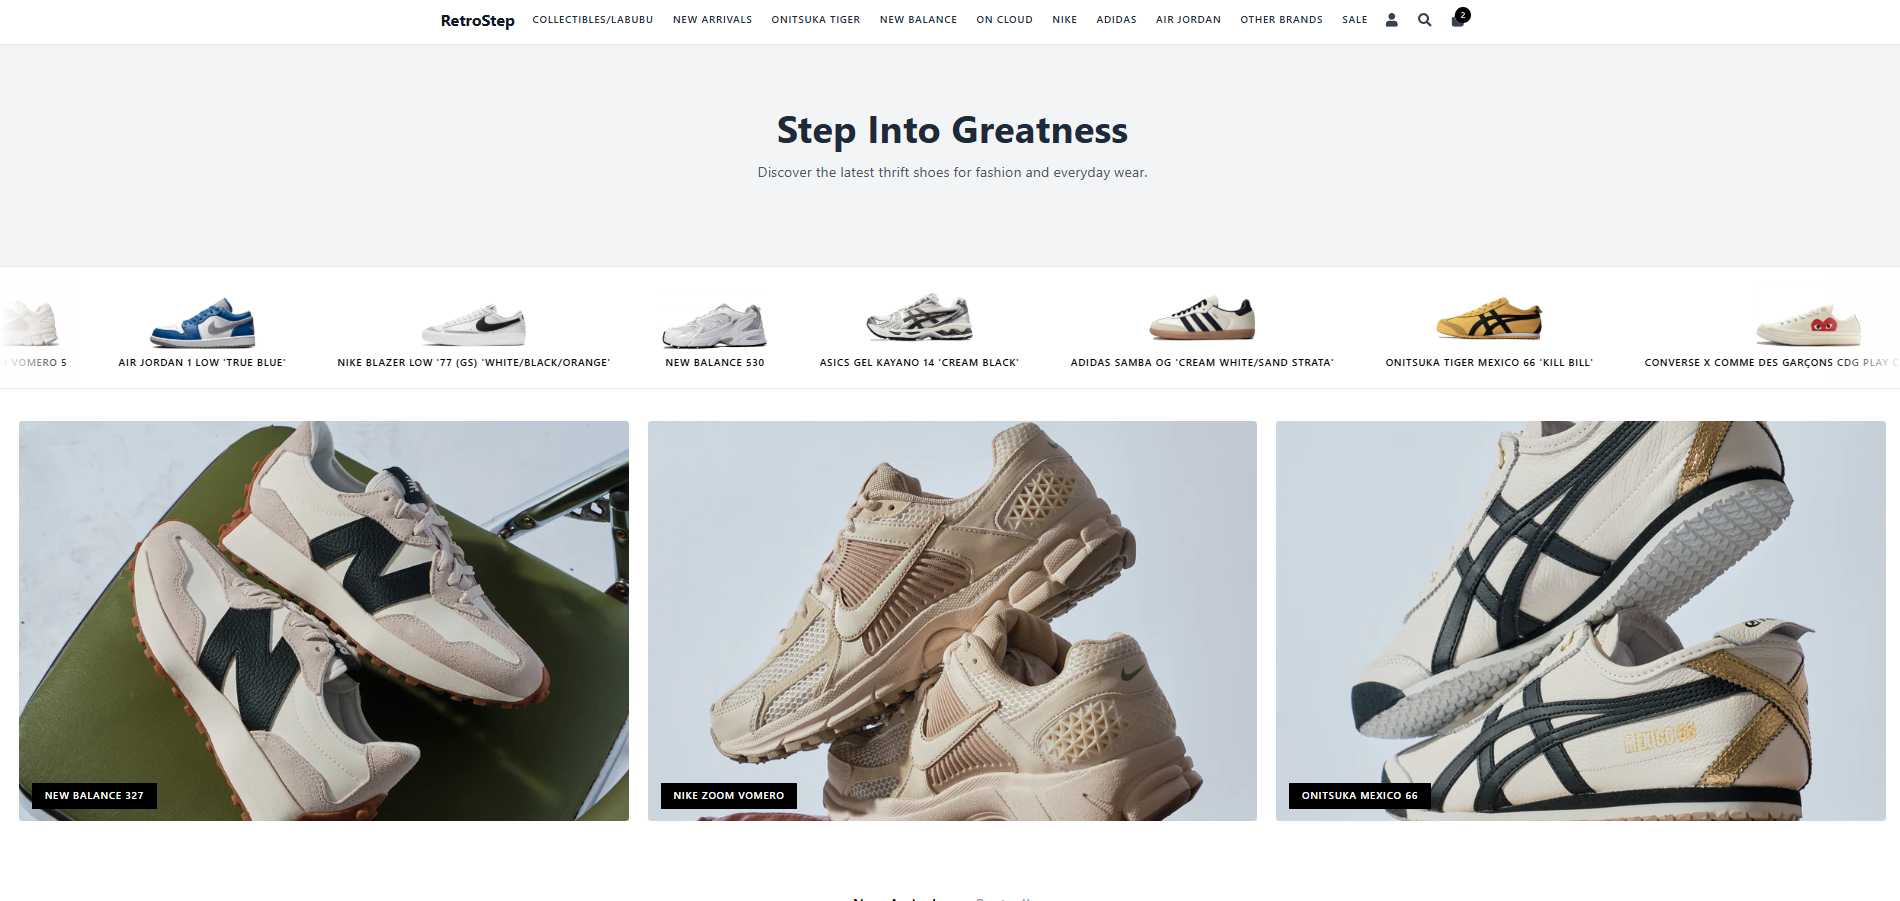 RetroStep COLLECTIBLES/LABUBU NEW ARRIVALS ONITSUKA TIGER NEW BALANCE ON CLOUD NIKE ADIDAS AIR JORDAN OTHER BRANDS SALE 2
Step Into Greatness
Discover the latest thrift shoes for fashion and everyday wear.
VOMERO 5 AIR JORDAN 1 LOW 'TRUE BLUE' NIKE BLAZER LOW '77 (GS) 'WHITE/BLACK/ORANGE' NEW BALANCE 530 ASICS GEL KAYANO 14 'CREAM BLACK' ADIDAS SAMBA OG 'CREAM WHITE/SAND STRATA' ONITSUKA TIGER MEXICO 66 'KILL BILL' CONVERSE X COMME DES GARÇONS CDG PLAY C
MEXICO 66
NEW BALANCE 327 NIKE ZOOM VOMERO ONITSUKA MEXICO 66